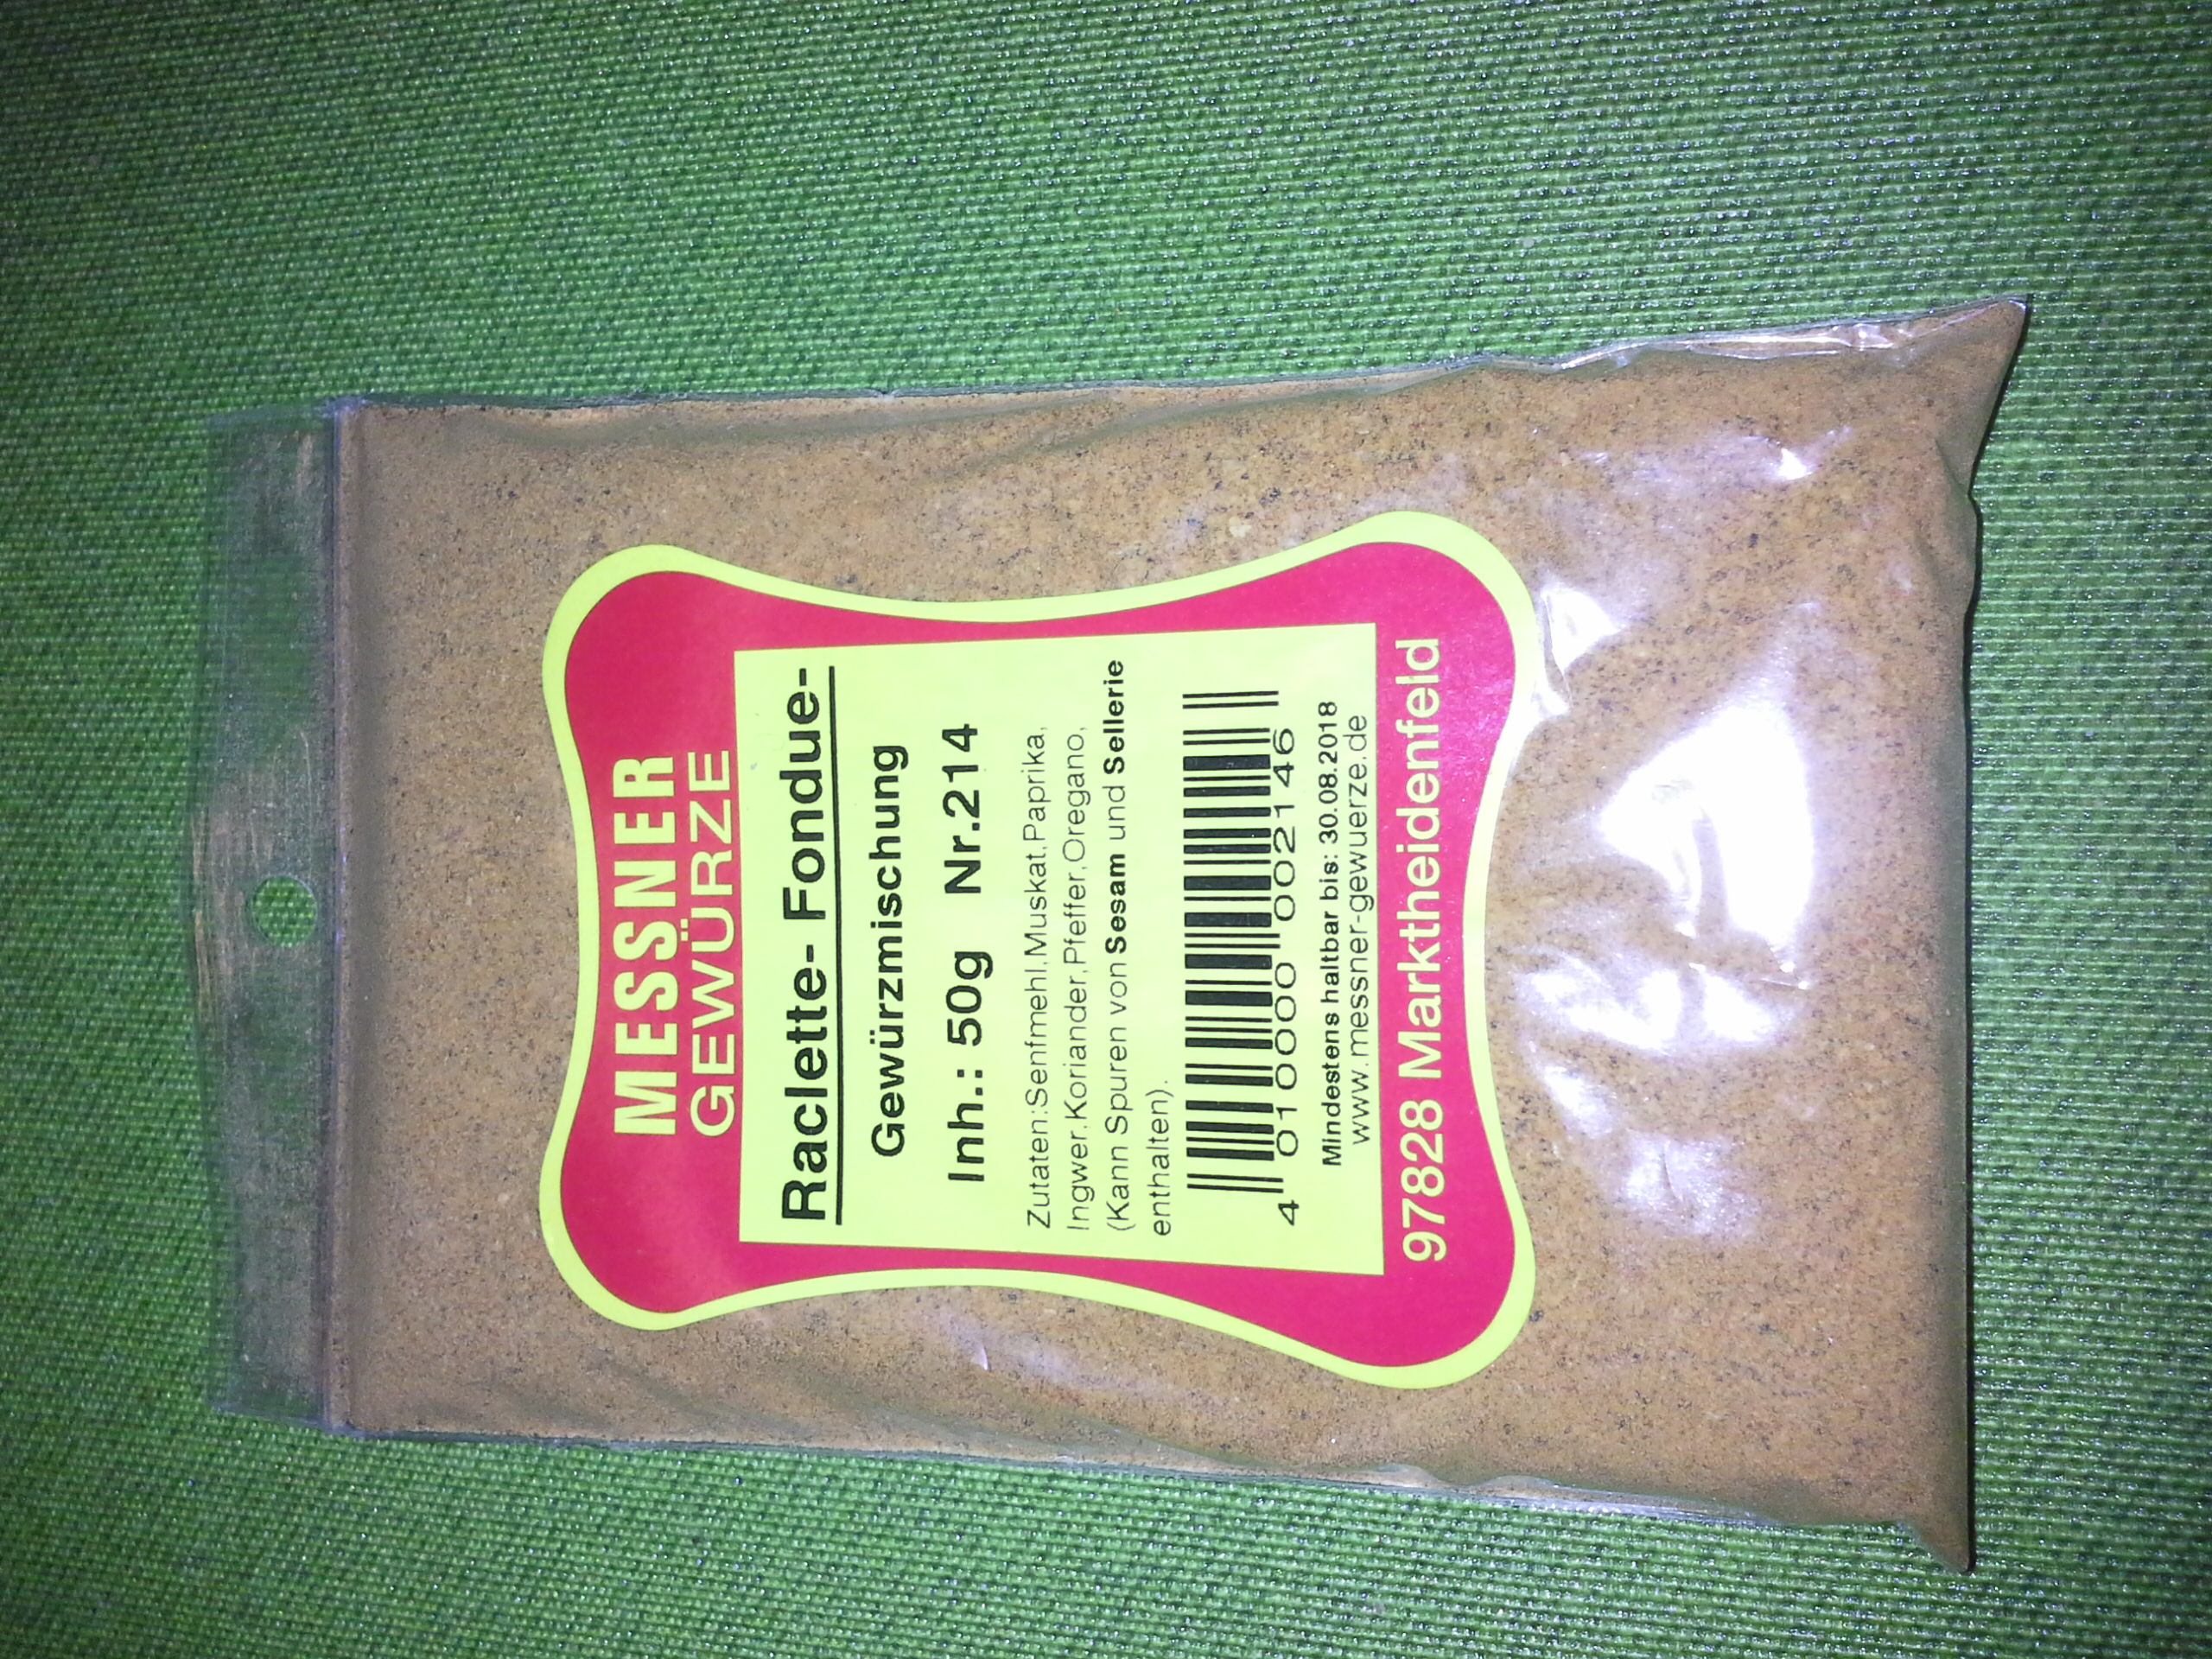 MESSNER
GEWÜRZE
Raclette- Fondue-
Gewürzmischung
Inh.: 50g Nr.214
Zutaten:Senfmehl,Muskat,Paprika,
Ingwer,Koriander,Pfeffer,Oregano,
(Kann Spuren von Sesam und Sellerie
enthalten).
4 010000 002146
Mindestens haltbar bis: 30.08.2018
www.messner-gewuerze.de
97828 Marktheidenfeld